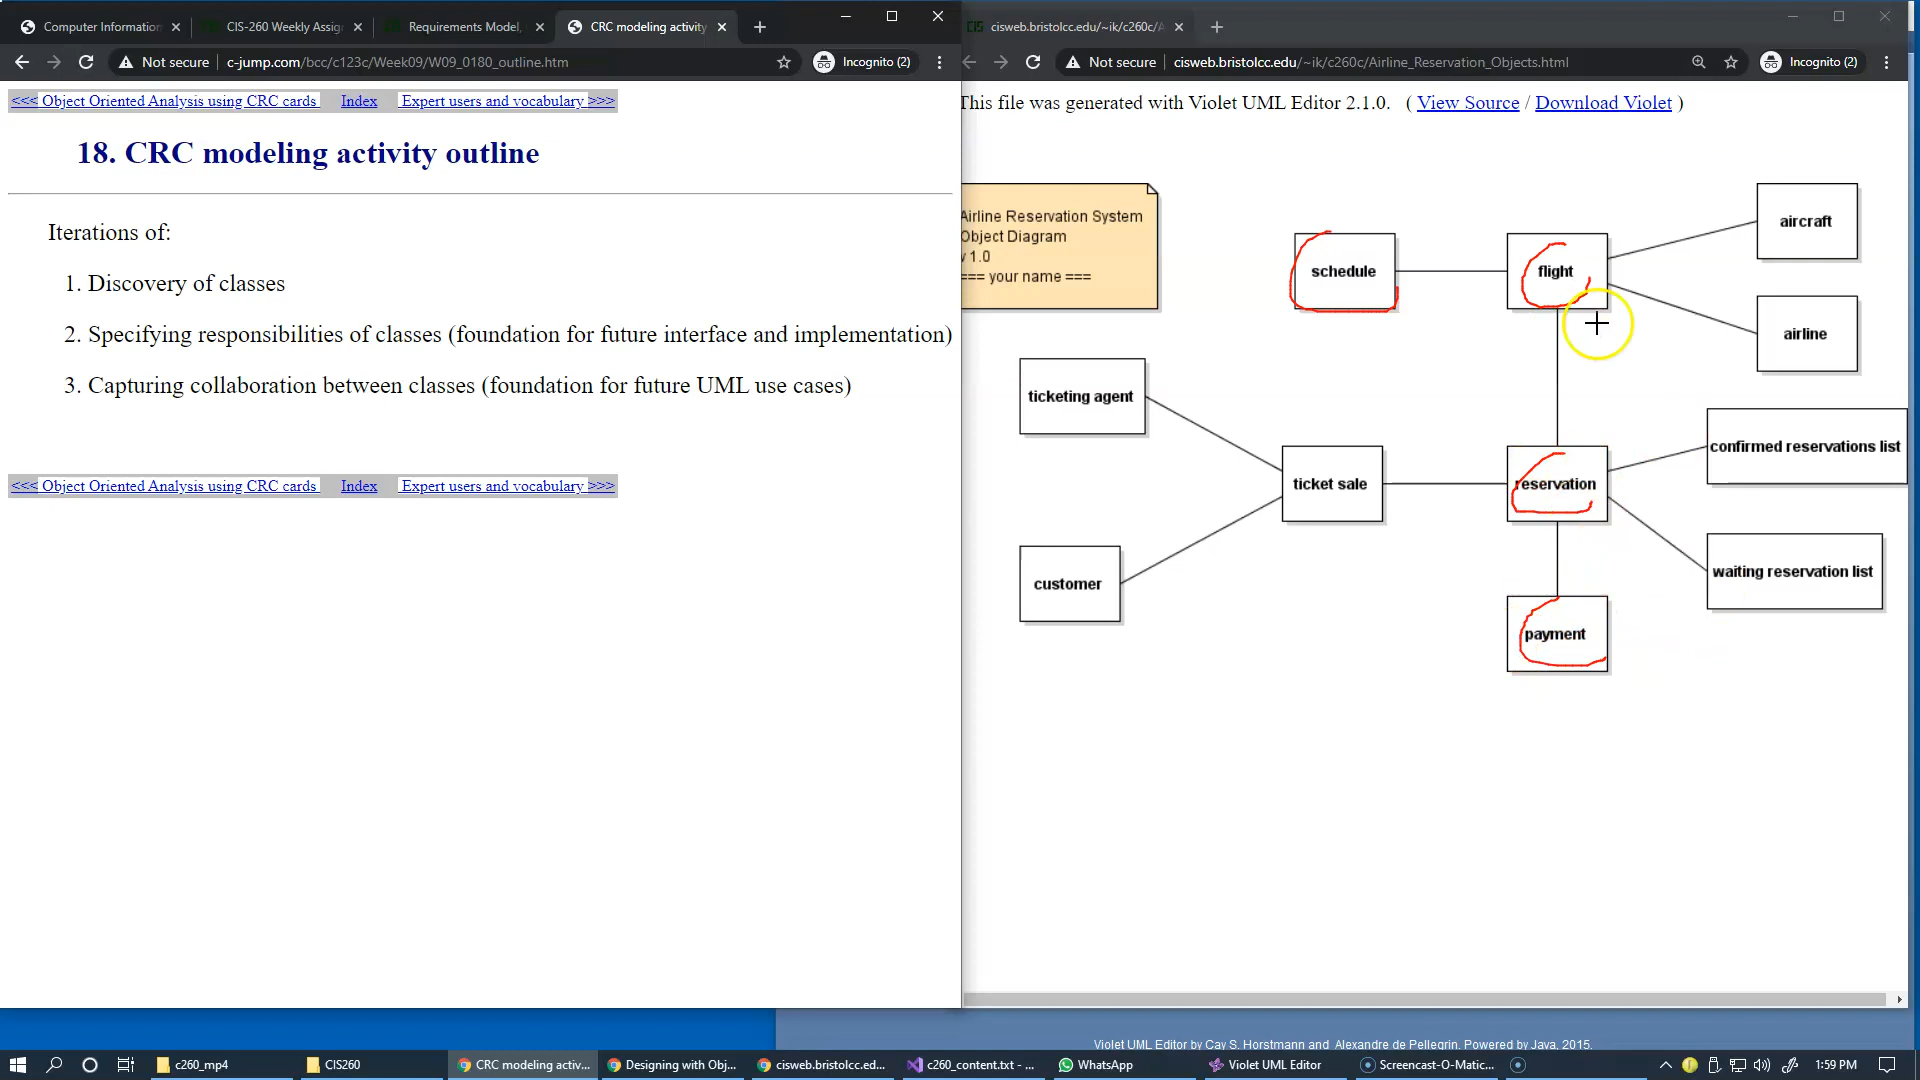 Computer Information
CIS-260 Weekly Assig
Requirements Model,
CRC modeling activity
Not secure
c-jump.com/bcc/c123c/Week09/W09_0180_outline.htm
Incognito (2)
<<< Object Oriented Analysis using CRC cards
Index
Expert users and vocabulary >>>
18. CRC modeling activity outline
Iterations of:
1. Discovery of classes
2. Specifying responsibilities of classes (foundation for future interface and implementation)
3. Capturing collaboration between classes (foundation for future UML use cases)
<<< Object Oriented Analysis using CRC cards
Index
Expert users and vocabulary >>>
CIS
cisweb.bristolcc.edu/~ik/c260c/A
Not secure
cisweb.bristolcc.edu/~ik/c260c/Airline_Reservation_Objects.html
Incognito (2)
This file was generated with Violet UML Editor 2.1.0. ( View Source / Download Violet )
Airline Reservation System
Object Diagram
v 1.0
=== your name ===
schedule
flight
aircraft
airline
ticketing agent
customer
ticket sale
reservation
confirmed reservations list
waiting reservation list
payment
Violet UML Editor by Cay S. Horstmann and Alexandre de Pellegrin. Powered by Java, 2015.
c260_mp4
CIS260
CRC modeling activ...
Designing with Obj...
cisweb.bristolcc.ed...
c260_content.txt - ...
WhatsApp
Violet UML Editor
Screencast-O-Matic...
1:59 PM